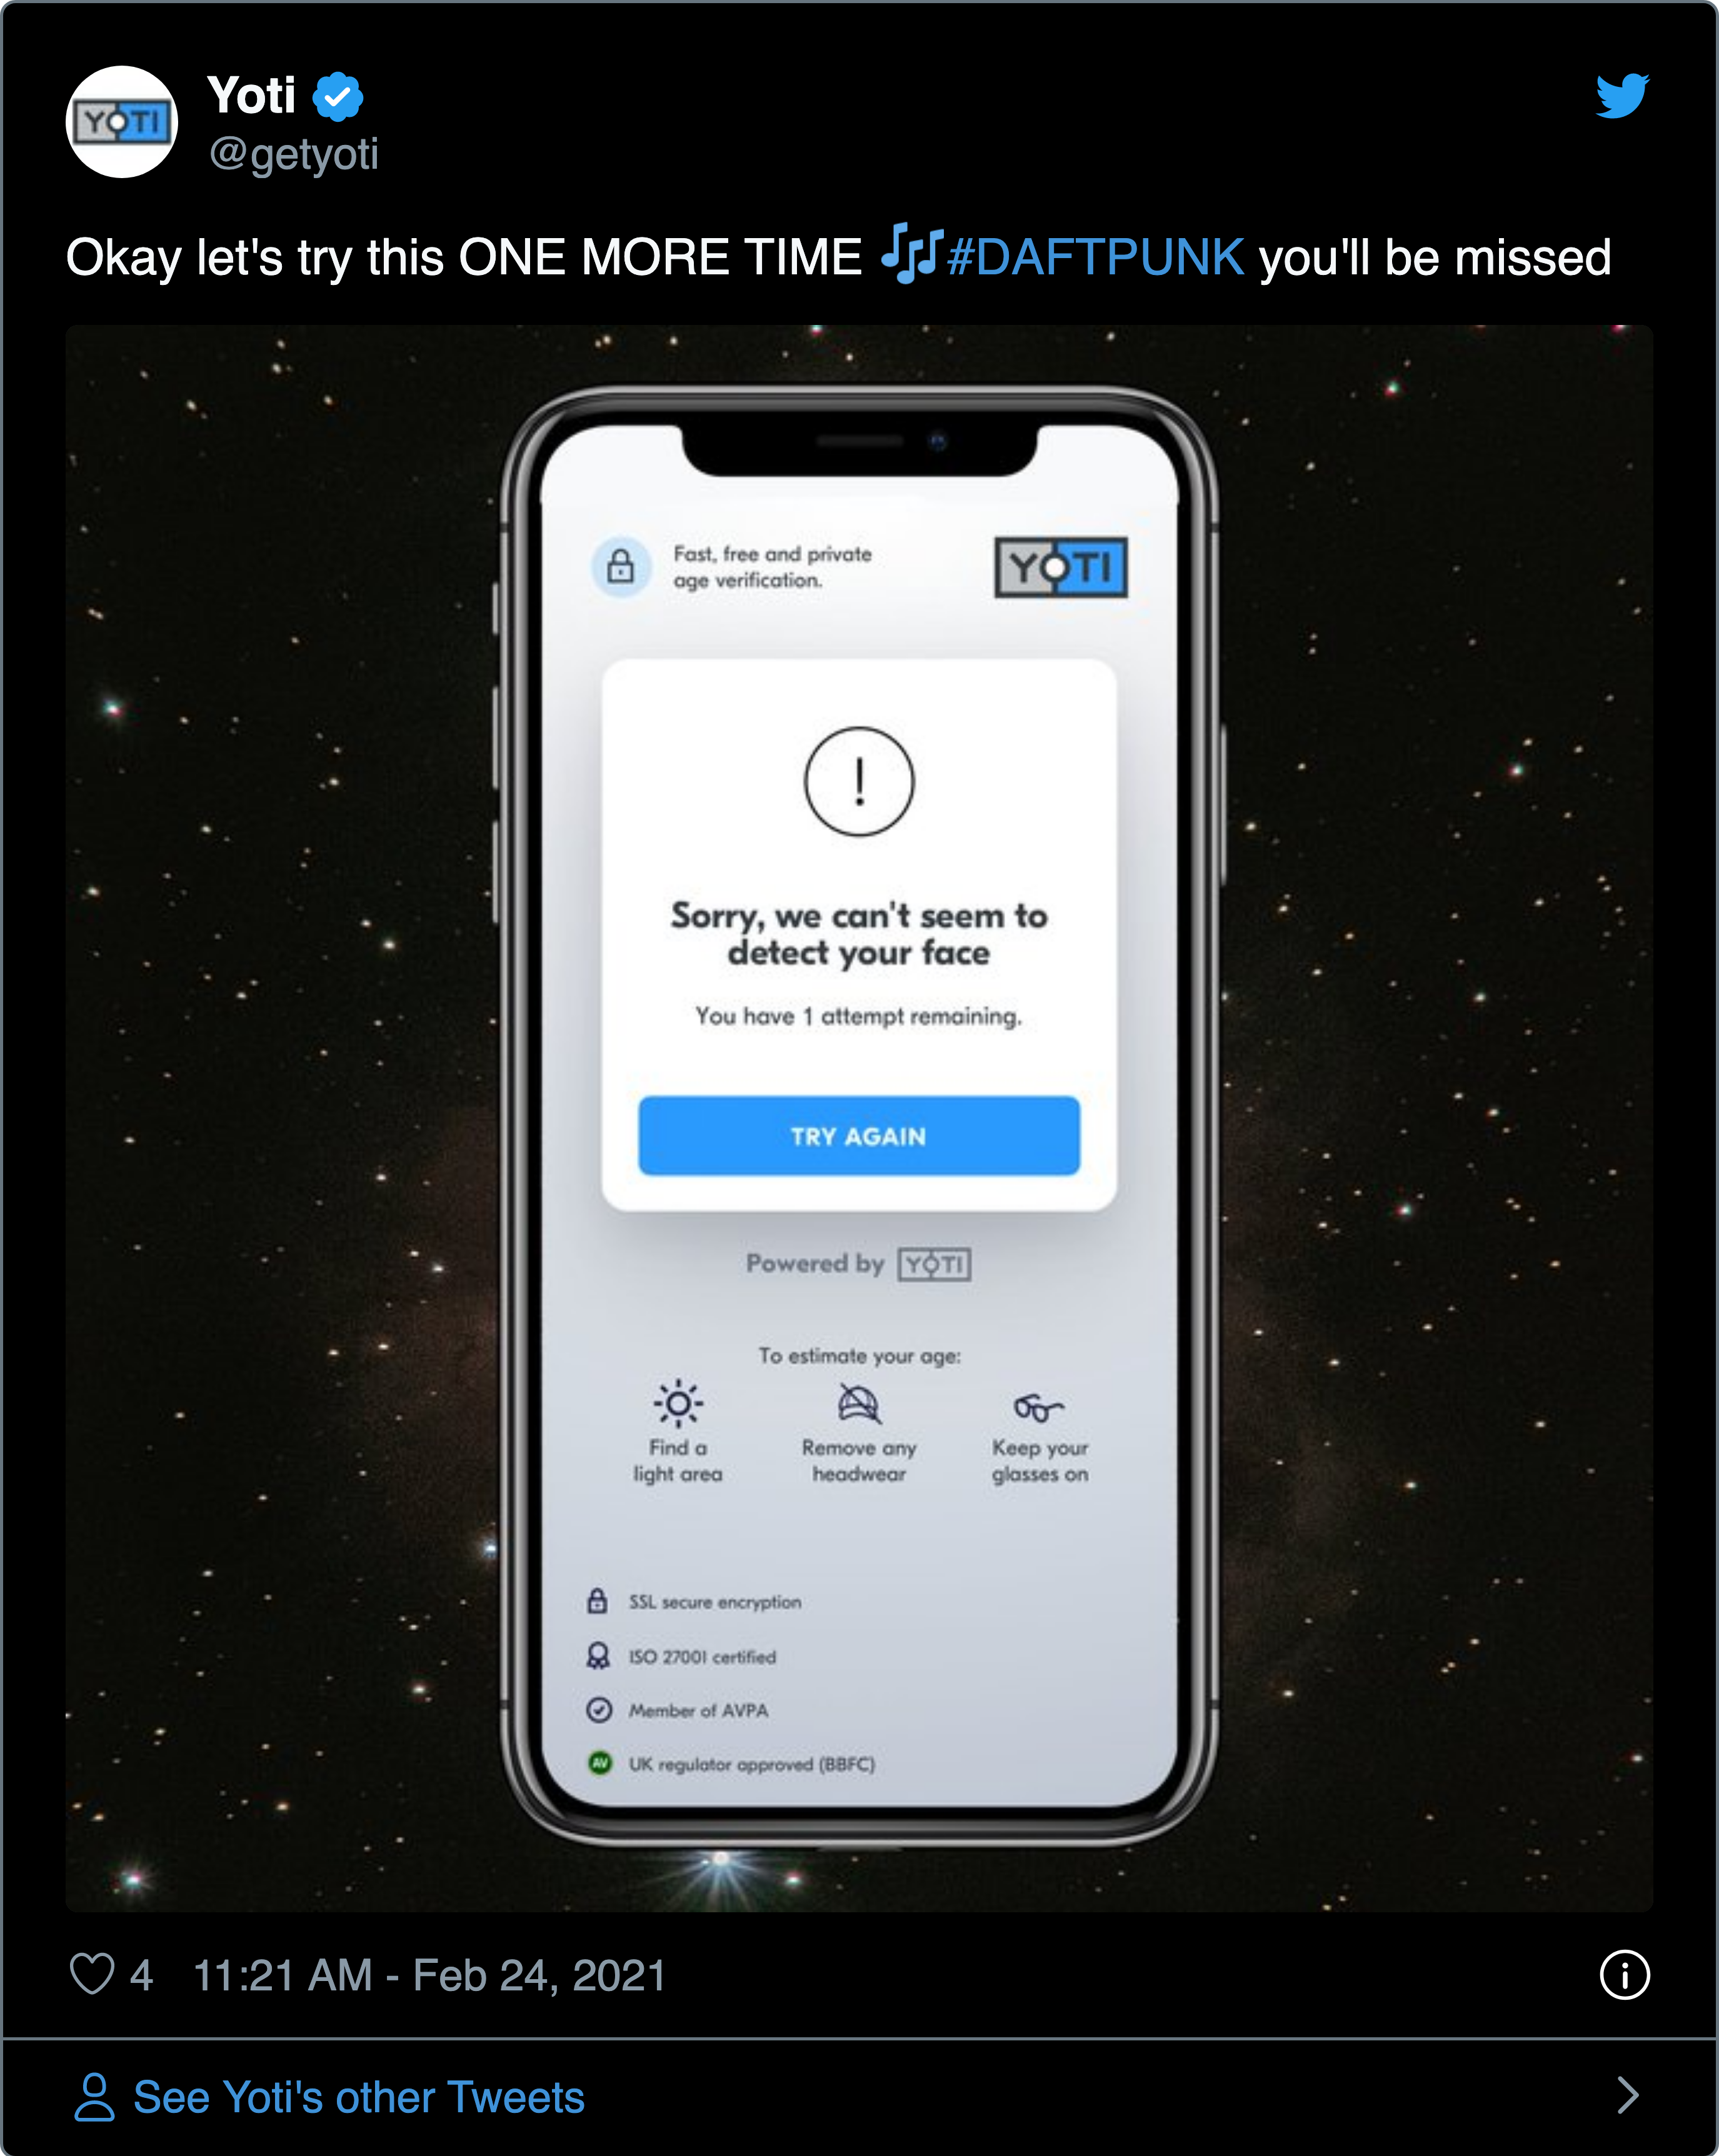 YOTI
Yoti
@getyoti
Okay let's try this ONE MORE TIME 🎶#DAFTPUNK you'll be missed
Fast, free and private
age verification.
YOTI
!
Sorry, we can't seem to
detect your face
You have 1 attempt remaining.
TRY AGAIN
Powered by YOTI
To estimate your age:
Find a
light area
Remove any
headwear
Keep your
glasses on
SSL secure encryption
ISO 27001 certified
Member of AVPA
AV UK regulator approved (BBFC)
4 11:21 AM - Feb 24, 2021
See Yoti's other Tweets